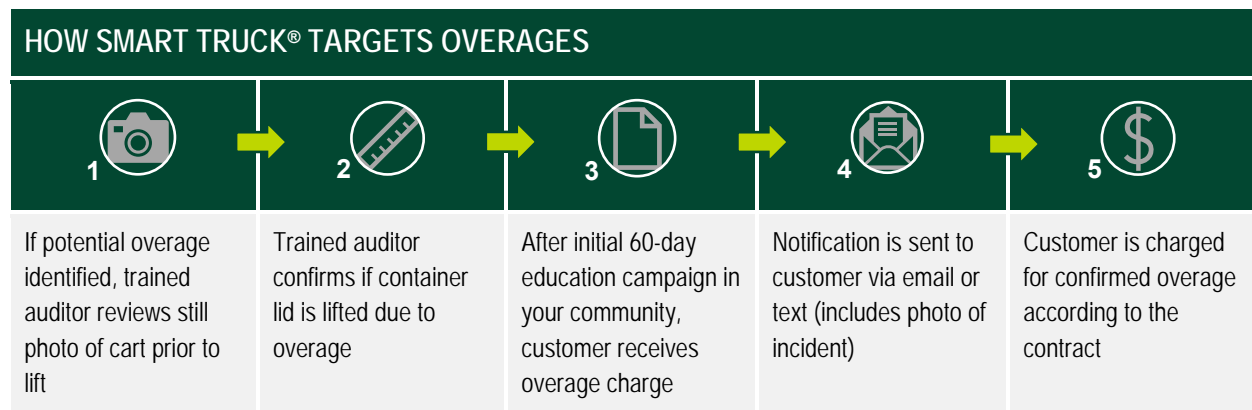 HOW SMART TRUCK® TARGETS OVERAGES
1
2
3
4
5
If potential overage
identified, trained
auditor reviews still
photo of cart prior to
lift
Trained auditor
confirms if container
lid is lifted due to
overage
After initial 60-day
education campaign in
your community,
customer receives
overage charge
Notification is sent to
customer via email or
text (includes photo of
incident)
Customer is charged
for confirmed overage
according to the
contract